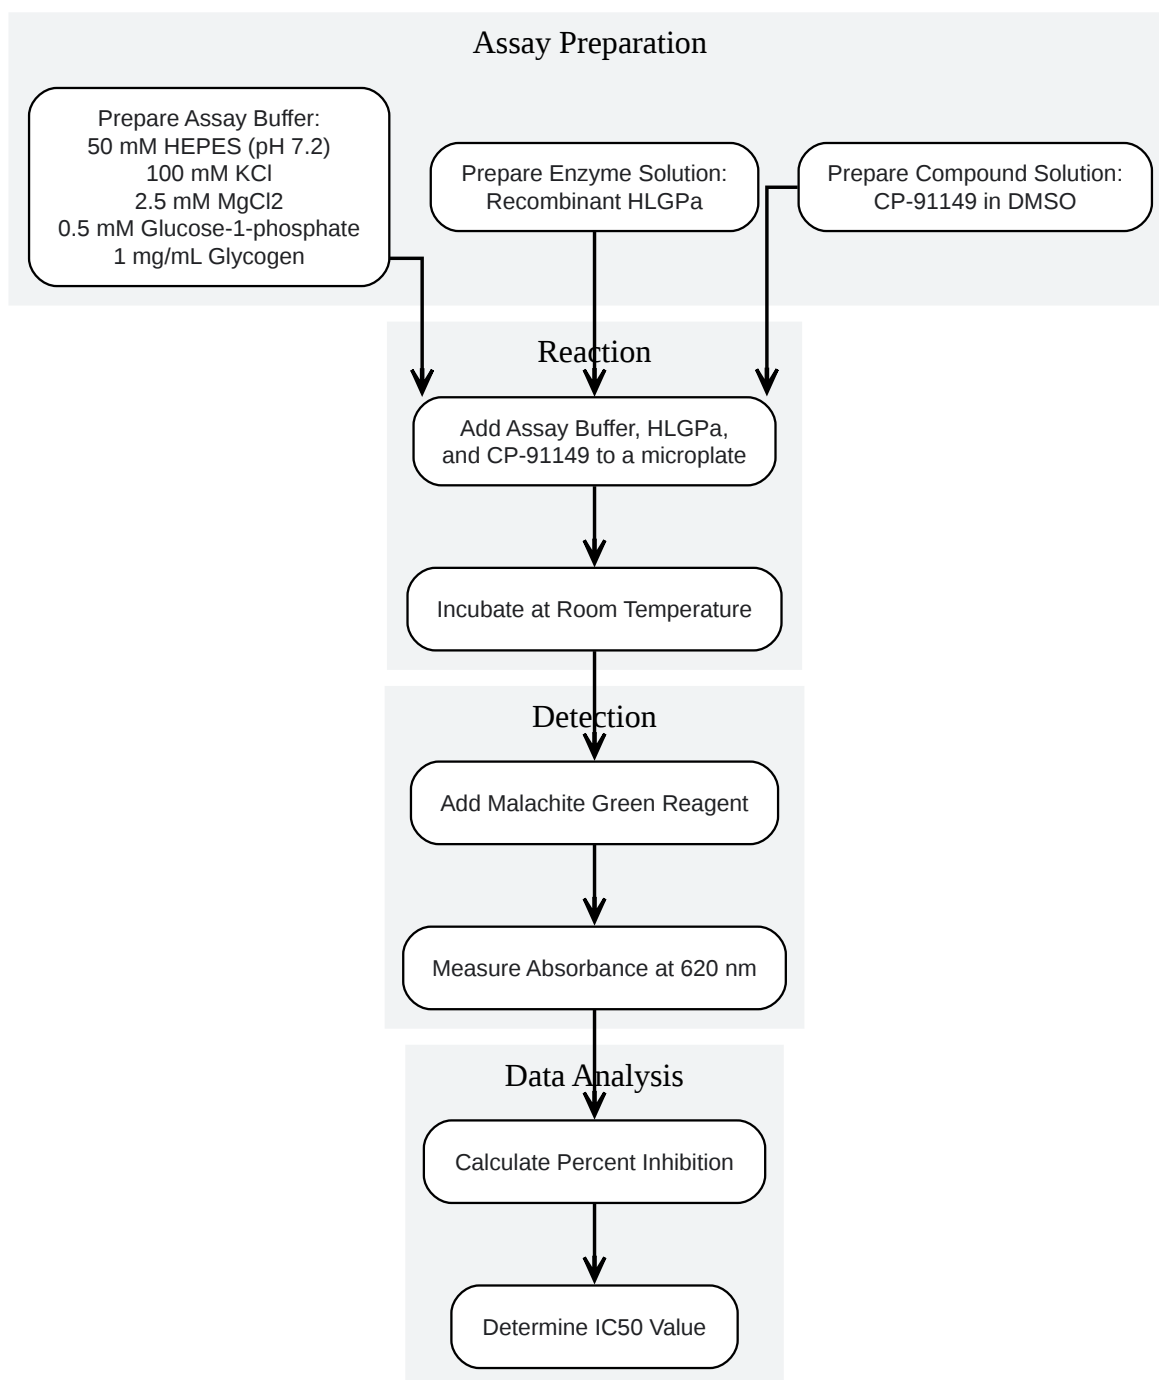 Assay Preparation
Prepare Assay Buffer:
50 mM HEPES (pH 7.2)
100 mM KCl
2.5 mM MgCl2
0.5 mM Glucose-1-phosphate
1 mg/mL Glycogen
Prepare Enzyme Solution:
Recombinant HLGPa
Prepare Compound Solution:
CP-91149 in DMSO
Reaction
Add Assay Buffer, HLGPa,
and CP-91149 to a microplate
Incubate at Room Temperature
Detection
Add Malachite Green Reagent
Measure Absorbance at 620 nm
Data Analysis
Calculate Percent Inhibition
Determine IC50 Value